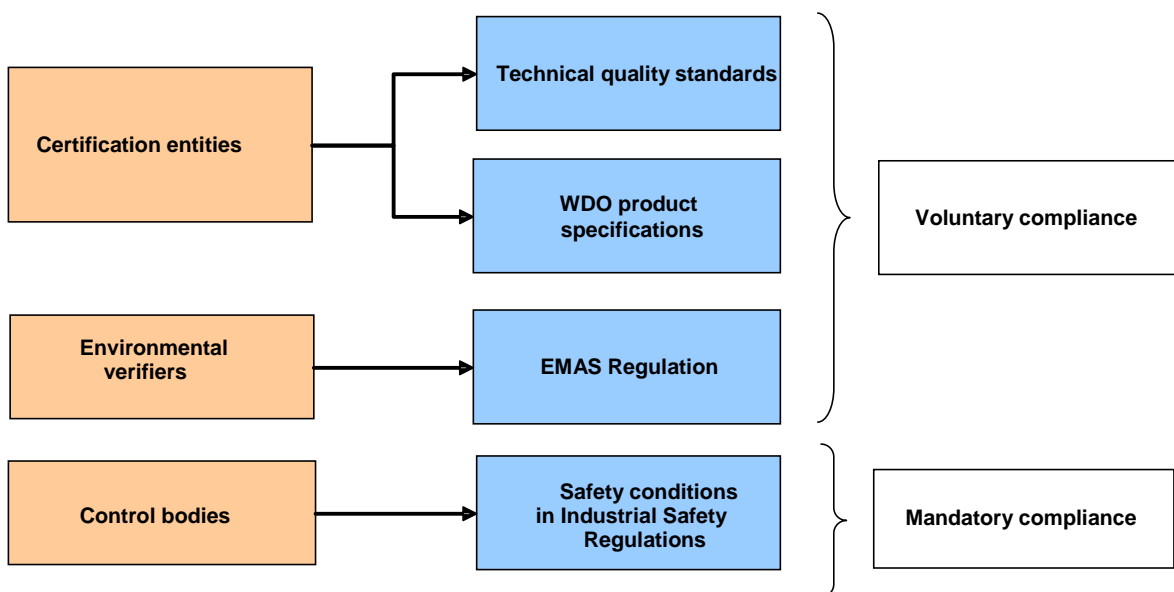 Technical quality standards
Certification entities
WDO product
specifications
Voluntary compliance
Environmental
verifiers
EMAS Regulation
Control bodies
Safety conditions
in Industrial Safety
Regulations
Mandatory compliance